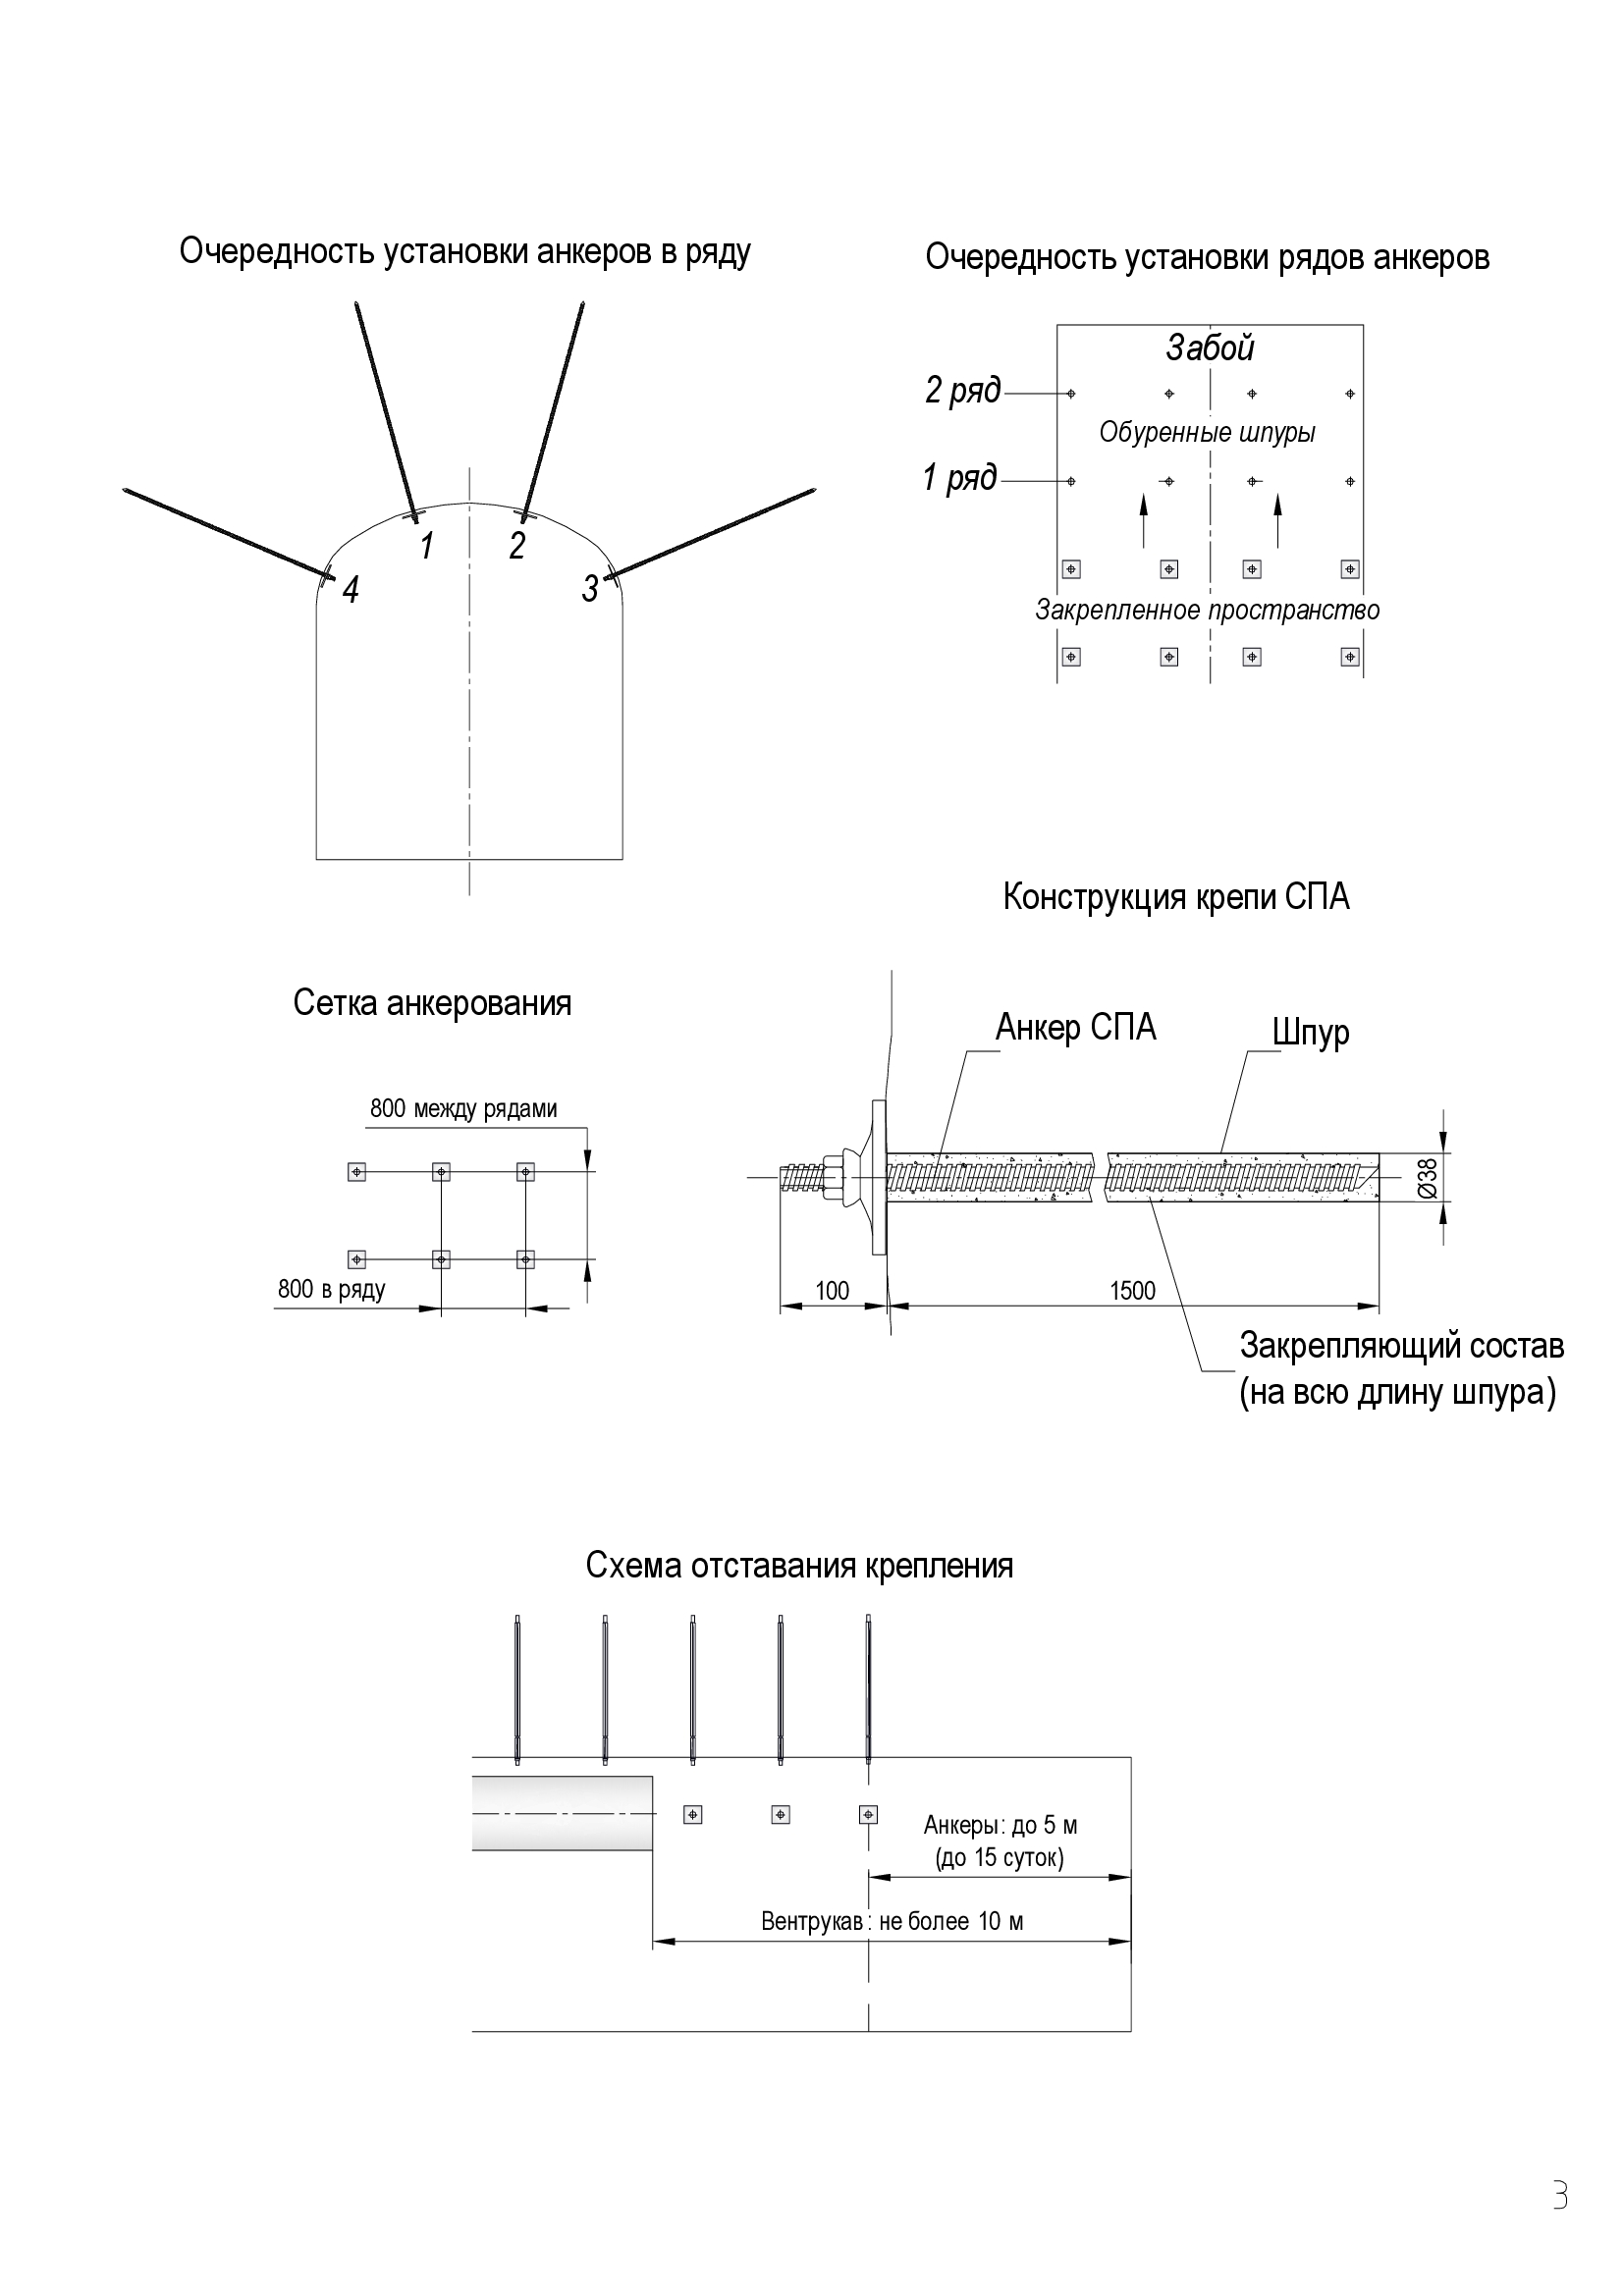 Очередность установки анкеров в ряду
1
2
4
3
Очередность установки рядов анкеров
Забой
2 ряд
Обуренные шпуры
1 ряд
Закрепленное пространство
Сетка анкерования
800 между рядами
800 в ряду
Конструкция крепи СПА
Анкер СПА
Шпур
Ø38
100
1500
Закрепляющий состав
(на всю длину шпура)
Схема отставания крепления
Анкеры: до 5 м
(до 15 суток)
Вентрукав: не более 10 м
3